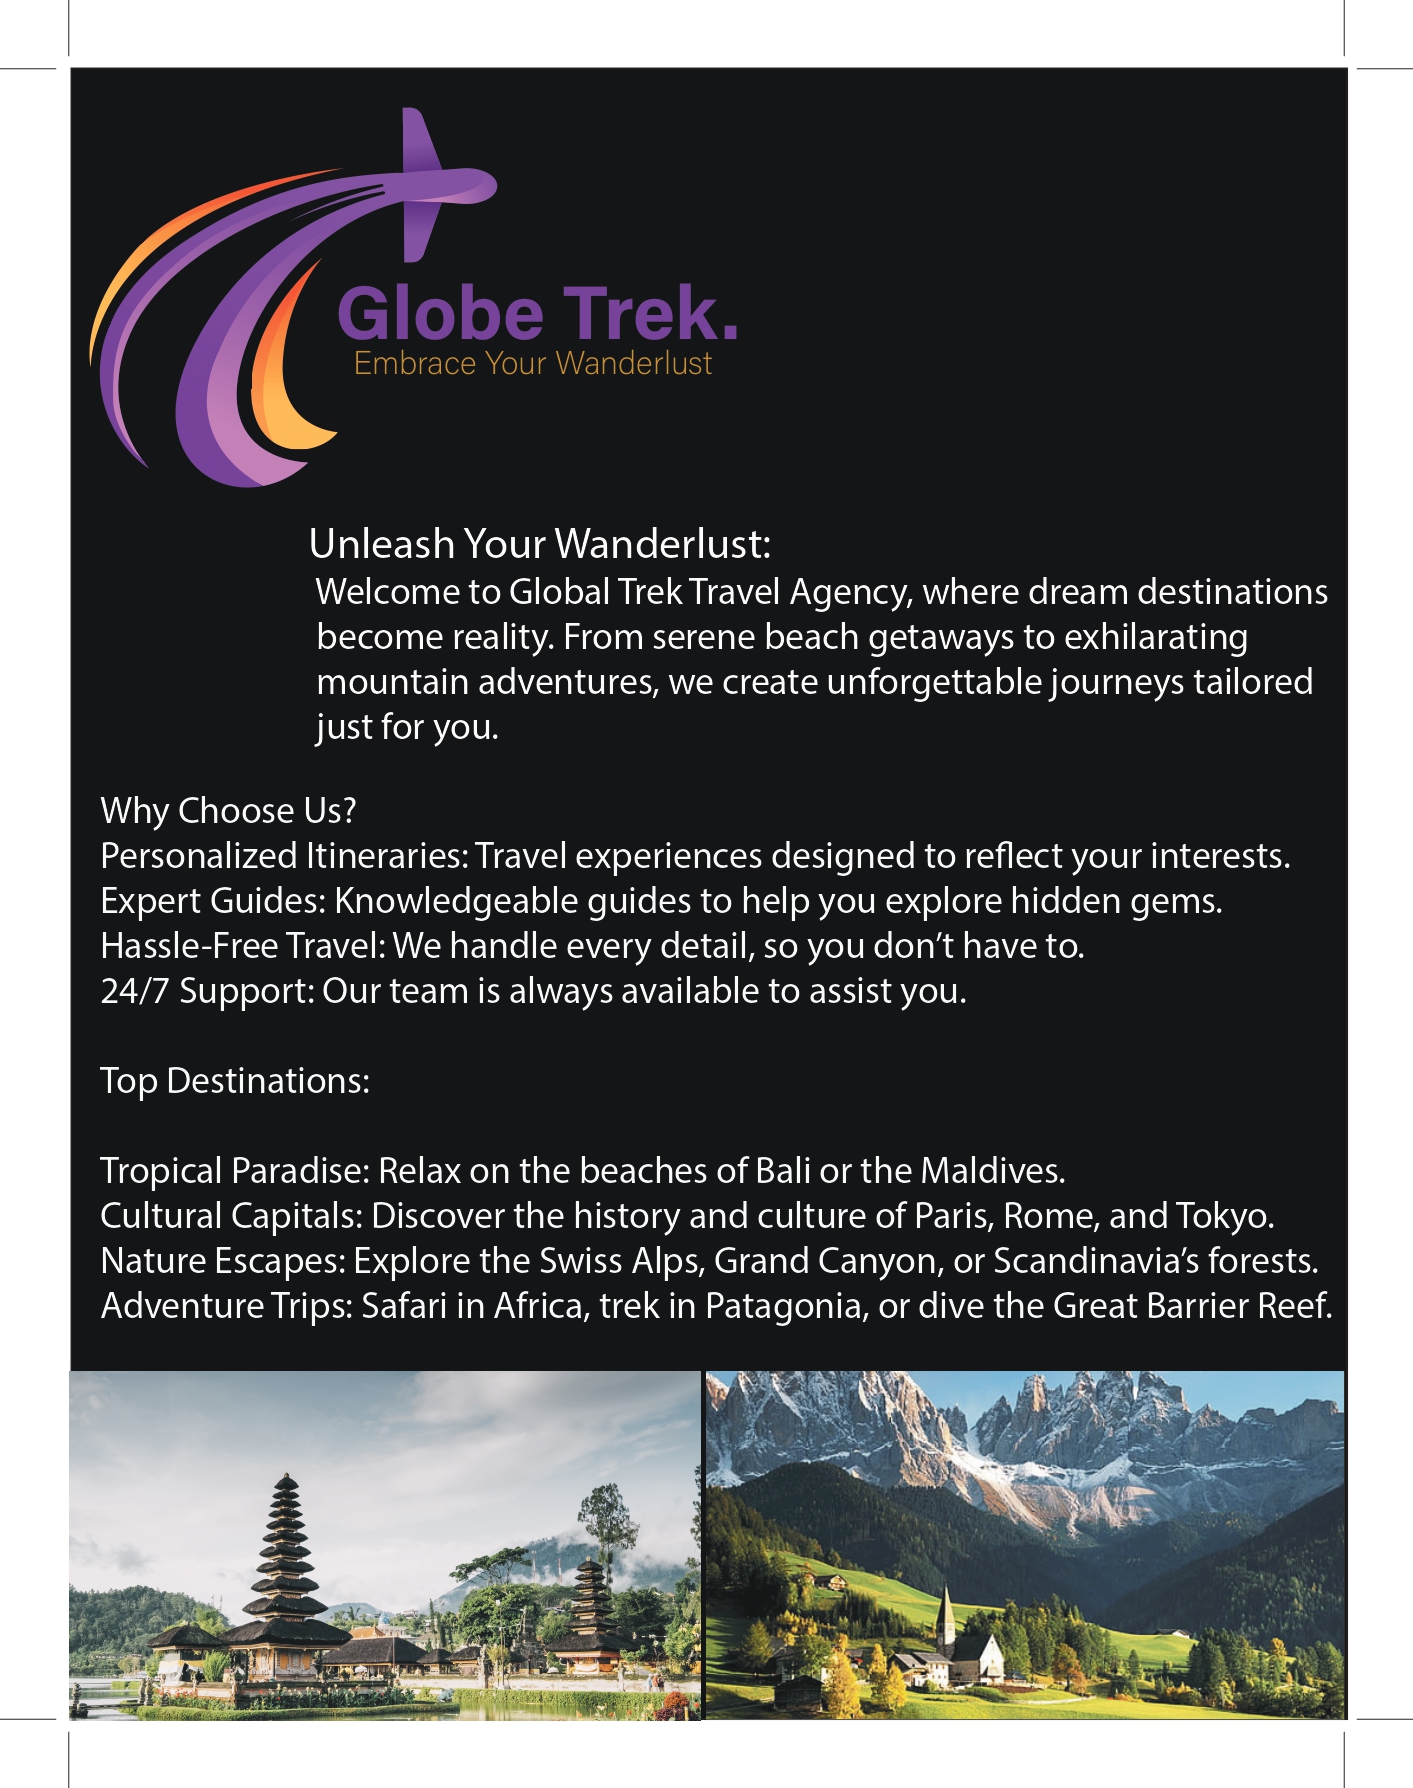 Globe Trek.
Embrace Your Wanderlust
Unleash Your Wanderlust:
Welcome to Global Trek Travel Agency, where dream destinations
become reality. From serene beach getaways to exhilarating
mountain adventures, we create unforgettable journeys tailored
just for you.
Why Choose Us?
Personalized Itineraries: Travel experiences designed to reflect your interests.
Expert Guides: Knowledgeable guides to help you explore hidden gems.
Hassle-Free Travel: We handle every detail, so you don’t have to.
24/7 Support: Our team is always available to assist you.
Top Destinations:
Tropical Paradise: Relax on the beaches of Bali or the Maldives.
Cultural Capitals: Discover the history and culture of Paris, Rome, and Tokyo.
Nature Escapes: Explore the Swiss Alps, Grand Canyon, or Scandinavia’s forests.
Adventure Trips: Safari in Africa, trek in Patagonia, or dive the Great Barrier Reef.